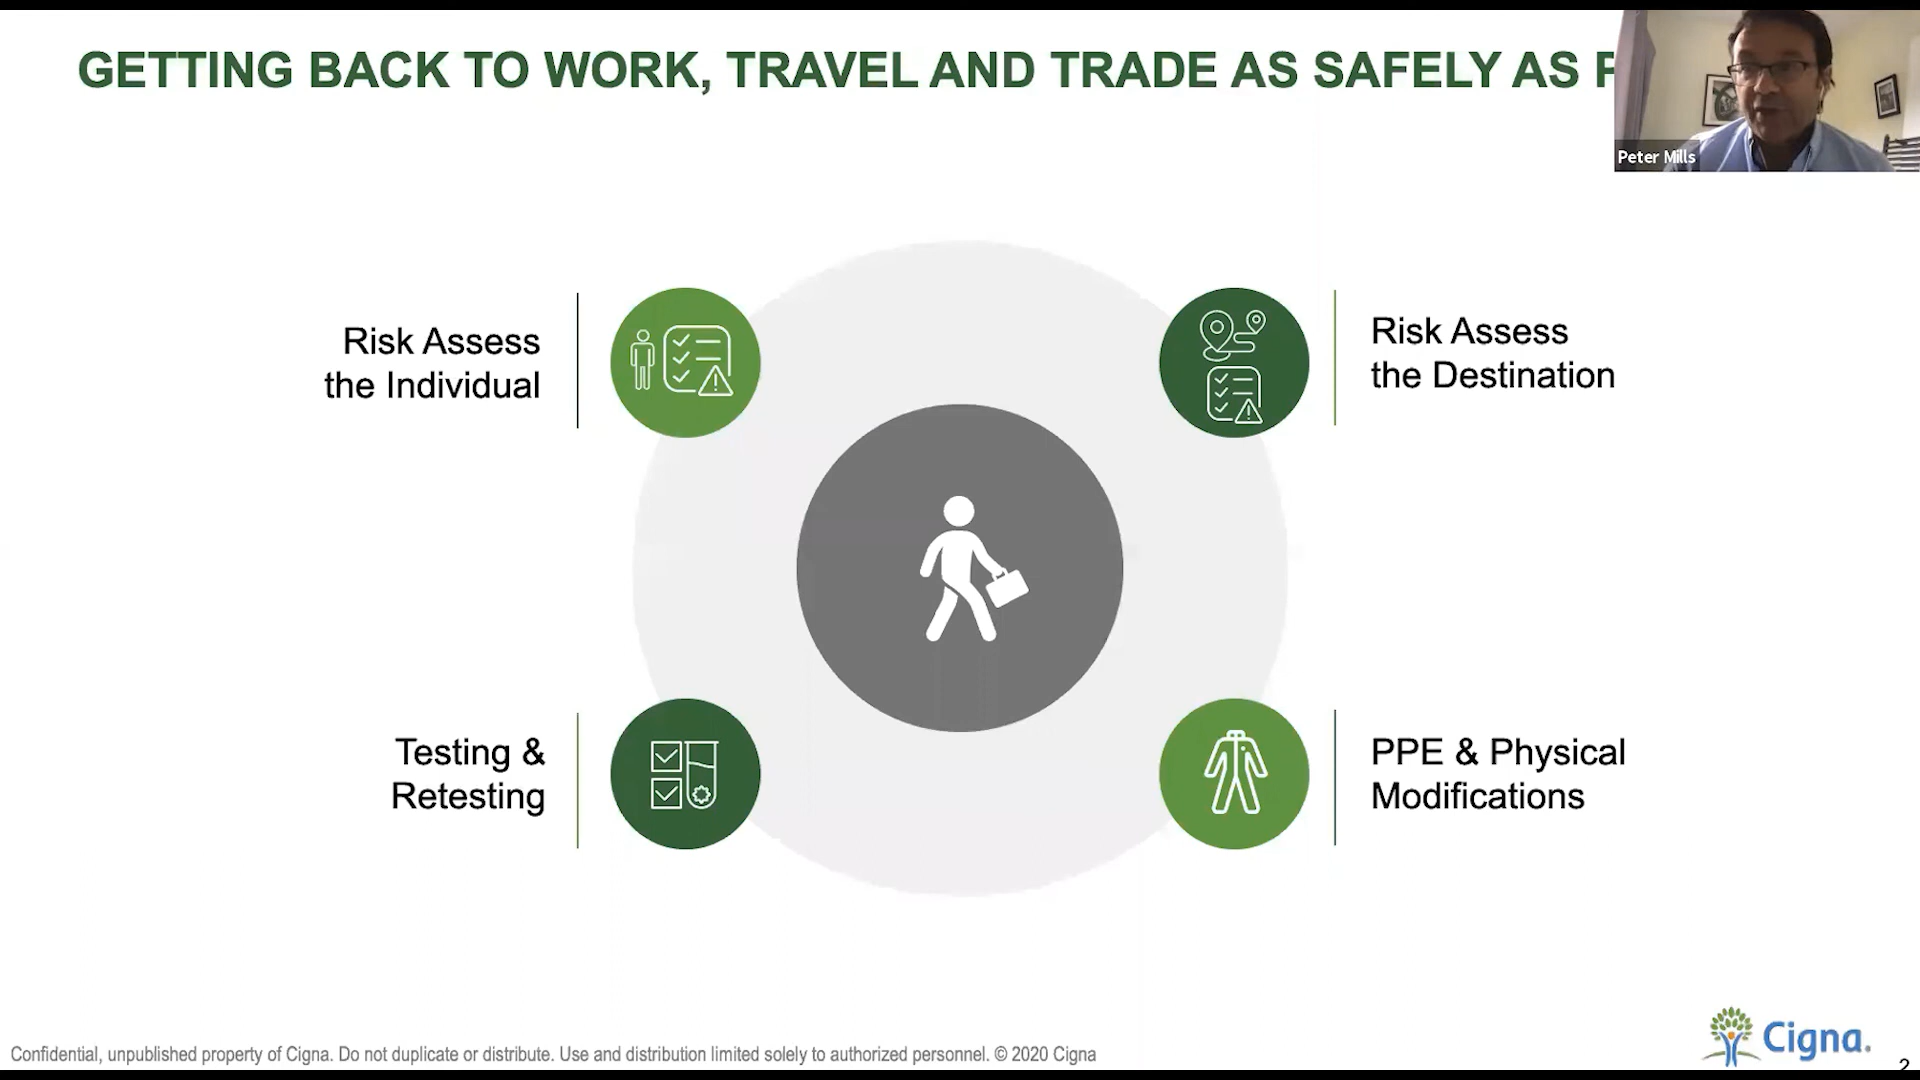 GETTING BACK TO WORK, TRAVEL AND TRADE AS SAFELY AS
Peter Mills
Risk Assess
the Individual
Risk Assess
the Destination
Testing &
Retesting
PPE & Physical
Modifications
Cigna.
Confidential, unpublished property of Cigna. Do not duplicate or distribute. Use and distribution limited solely to authorized personnel. © 2020 Cigna
2